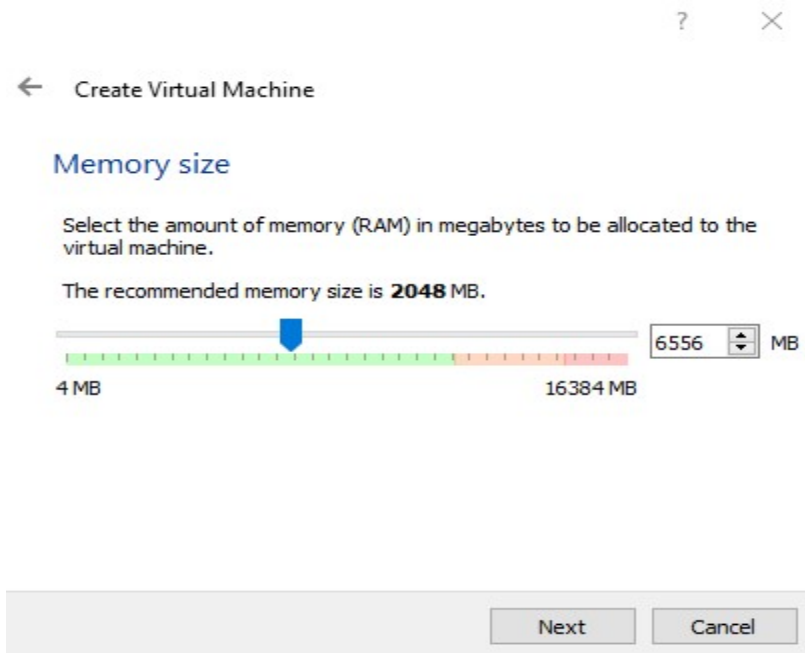 ?
Create Virtual Machine
Memory size
Select the amount of memory (RAM) in megabytes to be allocated to the
virtual machine.
The recommended memory size is 2048 MB.
6556 MB
4 MB 16384 MB
Next Cancel